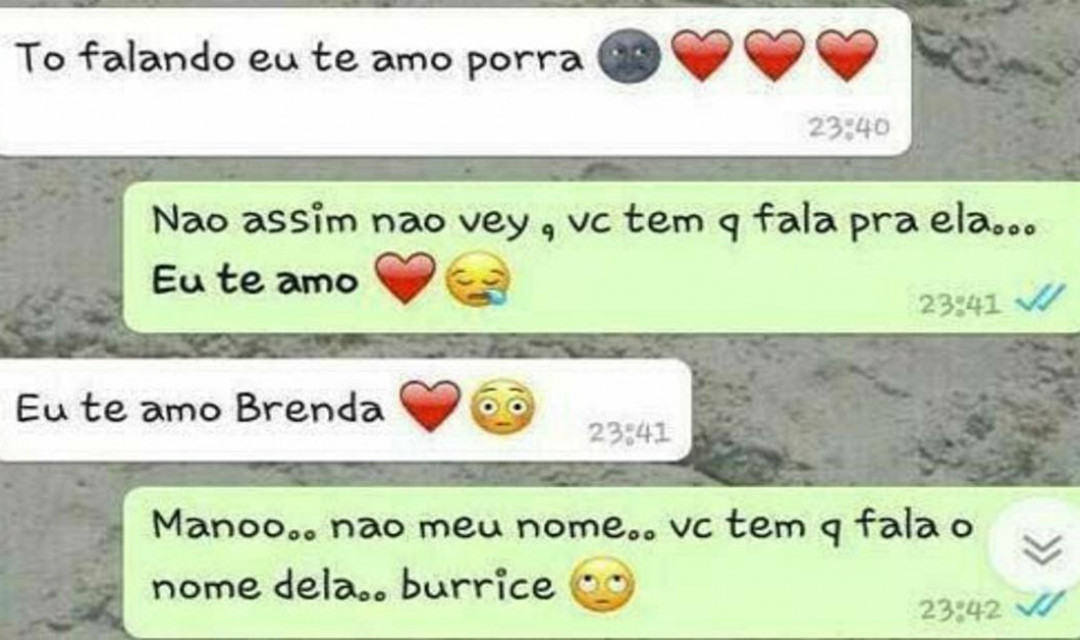 To falando eu te amo porra 🌚❤️❤️❤️
23:40
Nao assim nao vey , vc tem q fala pra ela...
Eu te amo ❤️😪
23:41
Eu te amo Brenda ❤️😳
23:41
Manoo.. nao meu nome.. vc tem q fala o
nome dela.. burrice 🙄
23:42